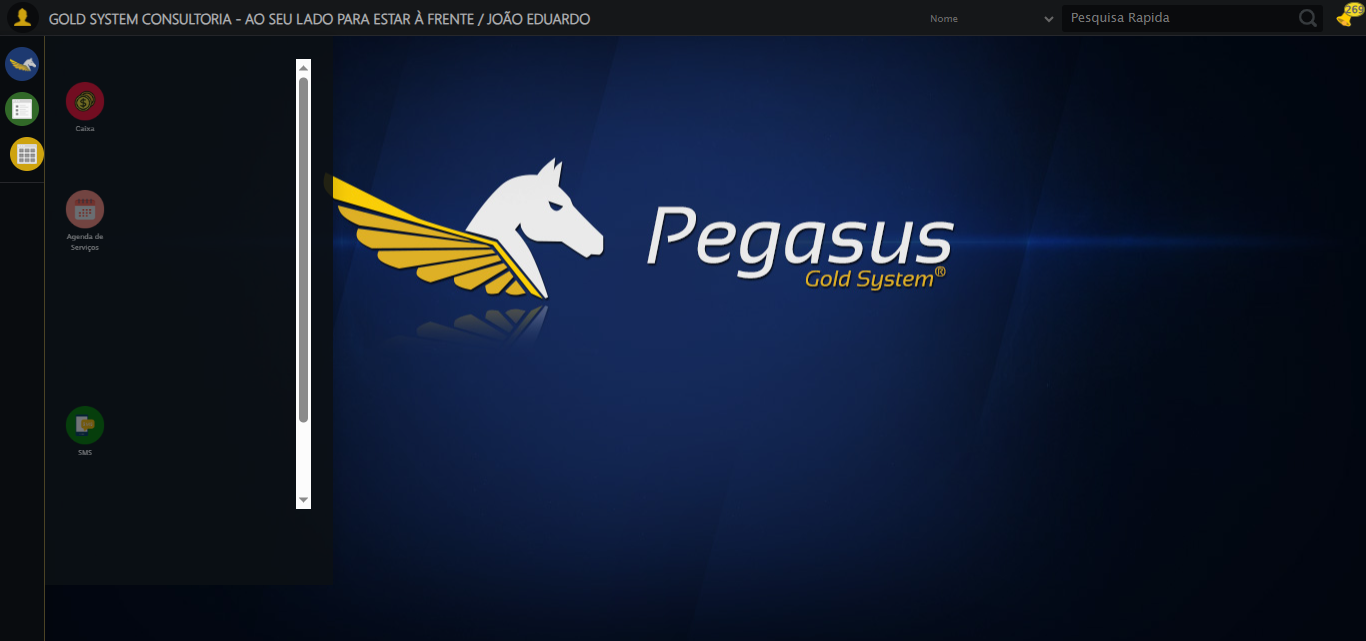 GOLD SYSTEM CONSULTORIA - AO SEU LADO PARA ESTAR À FRENTE / JOÃO EDUARDO
Nome
Pesquisa Rapida
269
Caixa
Agenda de
Serviços
SMS
Pegasus
Gold System®